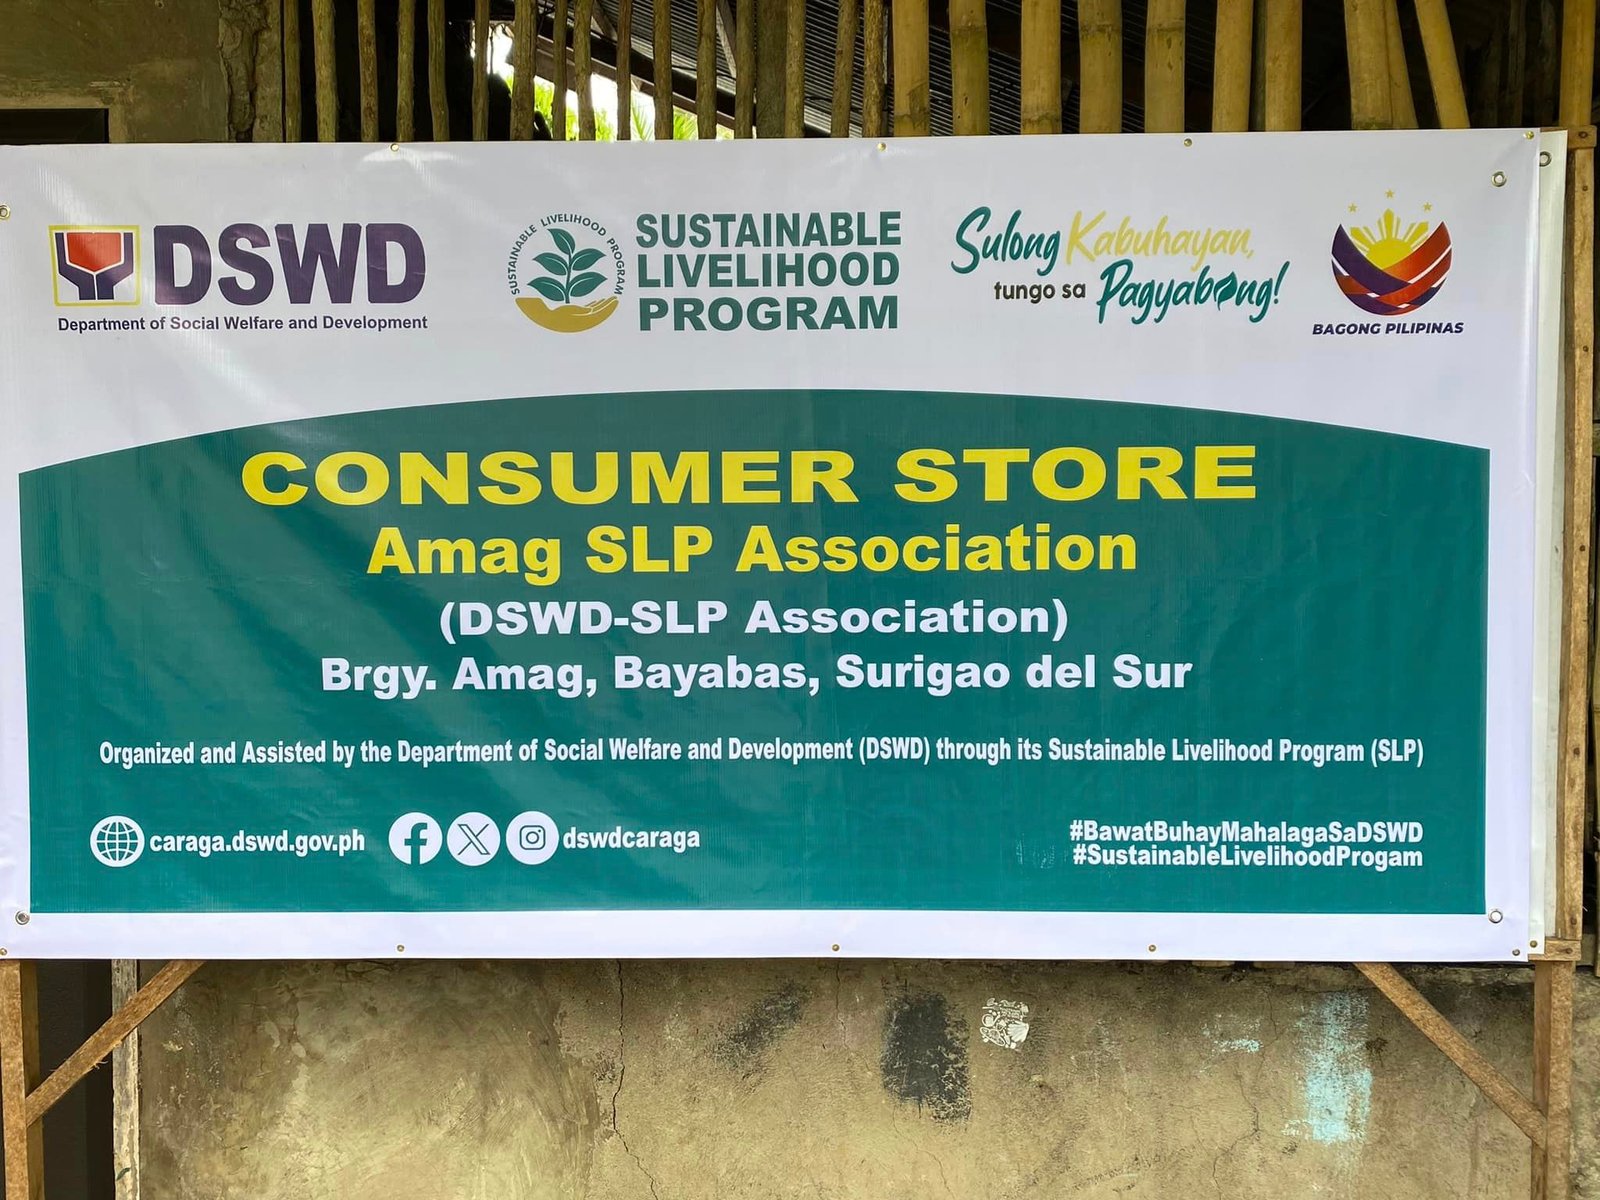 DSWD
Department of Social Welfare and Development
SUSTAINABLE LIVELIHOOD PROGRAM
SUSTAINABLE
LIVELIHOOD
PROGRAM
Sulong Kabuhayan,
tungo sa Pagyabong!
BAGONG PILIPINAS
CONSUMER STORE
Amag SLP Association
(DSWD-SLP Association)
Brgy. Amag, Bayabas, Surigao del Sur
Organized and Assisted by the Department of Social Welfare and Development (DSWD) through its Sustainable Livelihood Program (SLP)
caraga.dswd.gov.ph
dswdcaraga
#BawatBuhayMahalagaSaDSWD
#SustainableLivelihoodProgam